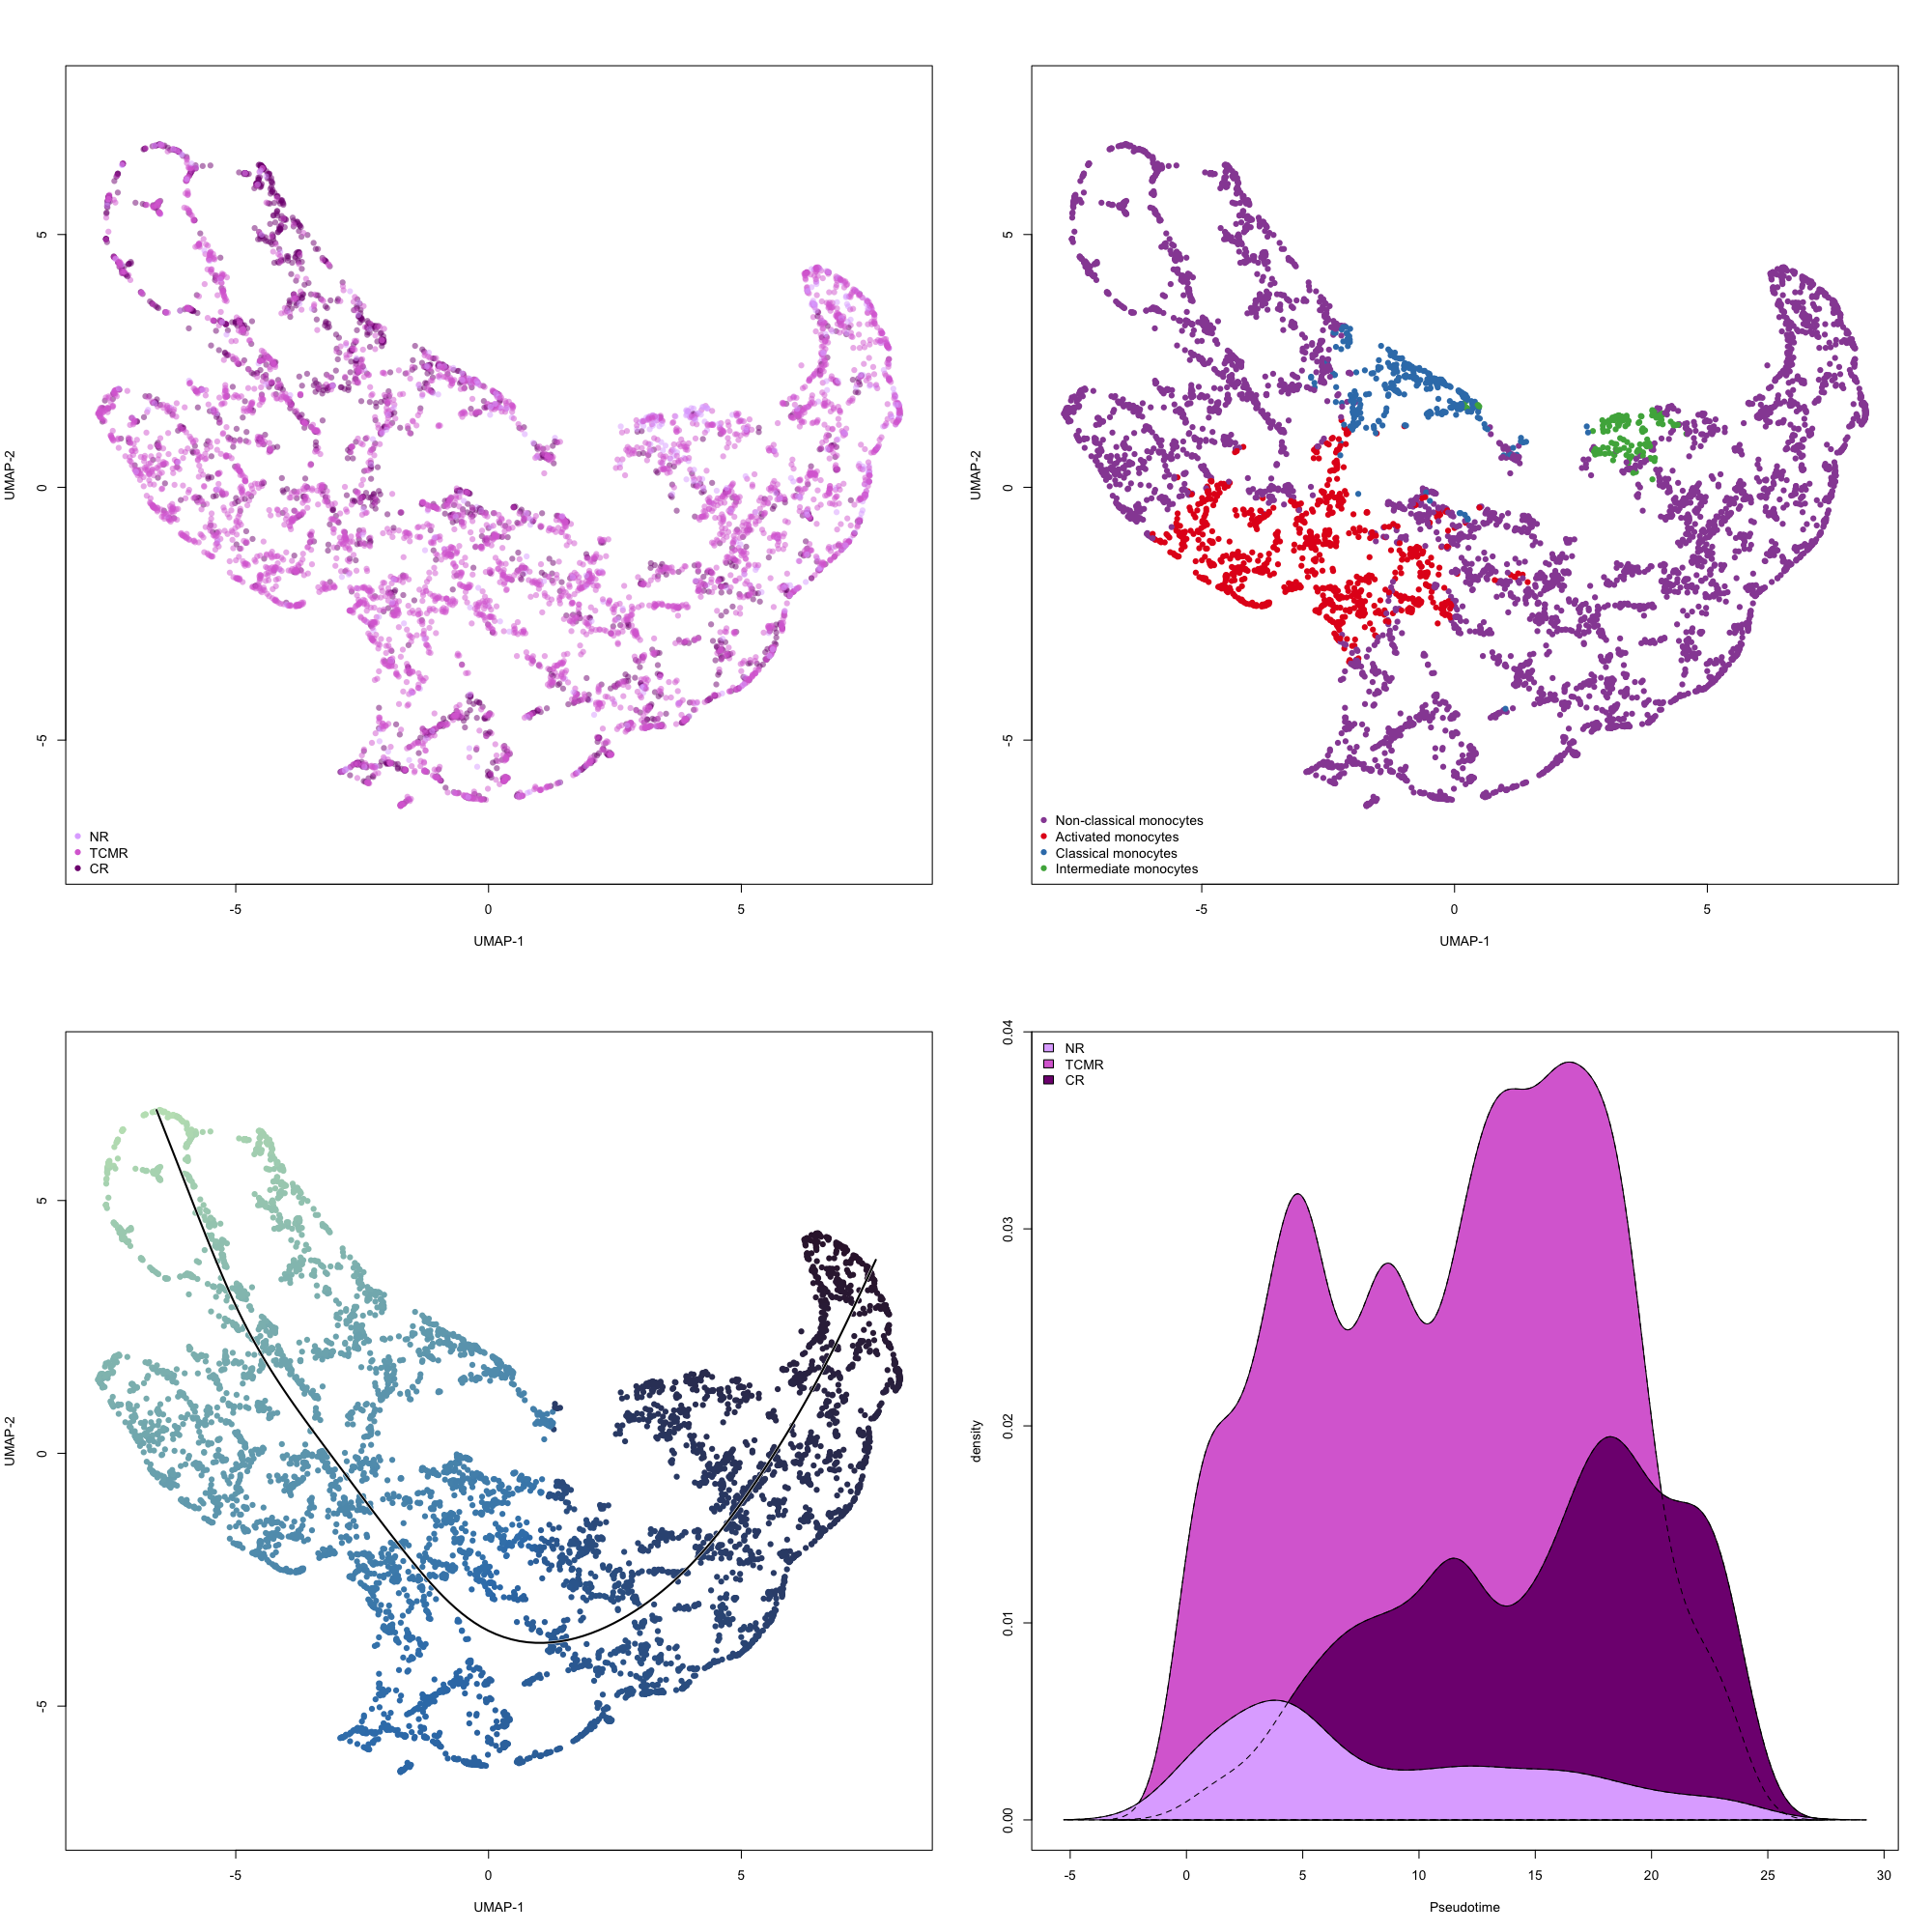 5
0
-5
UMAP-2
NR
TCMR
CR
-5 0 5
UMAP-1
5
0
-5
UMAP-2
Non-classical monocytes
Activated monocytes
Classical monocytes
Intermediate monocytes
-5 0 5
UMAP-1
5
0
-5
UMAP-2
-5 0 5
UMAP-1
0.04
0.03
0.02
0.01
0.00
density
NR
TCMR
CR
-5 0 5 10 15 20 25 30
Pseudotime